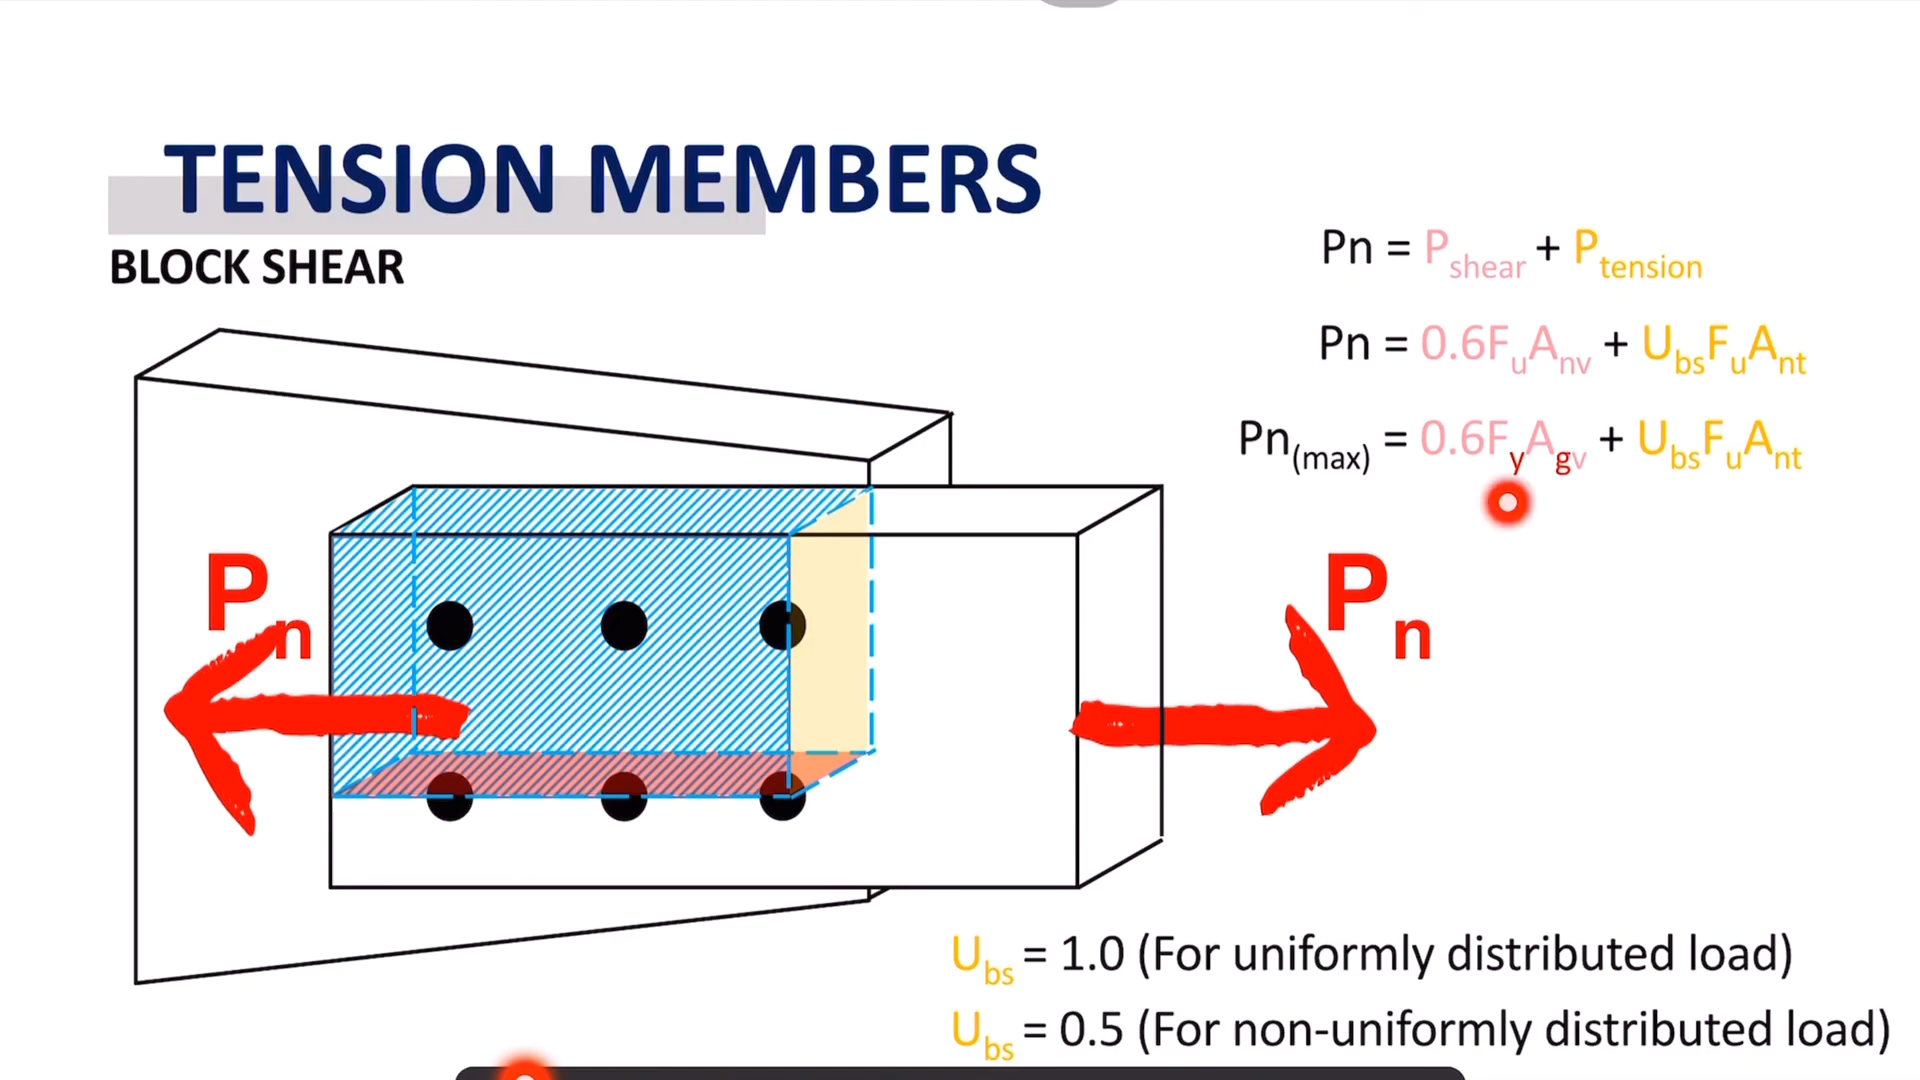 TENSION MEMBERS
BLOCK SHEAR
Pn = Pshear + Ptension
Pn = 0.6FuAnv + UbsFuAnt
Pn(max) = 0.6FyAgv + UbsFuAnt
Pn
Pn
Ubs = 1.0 (For uniformly distributed load)
Ubs = 0.5 (For non-uniformly distributed load)